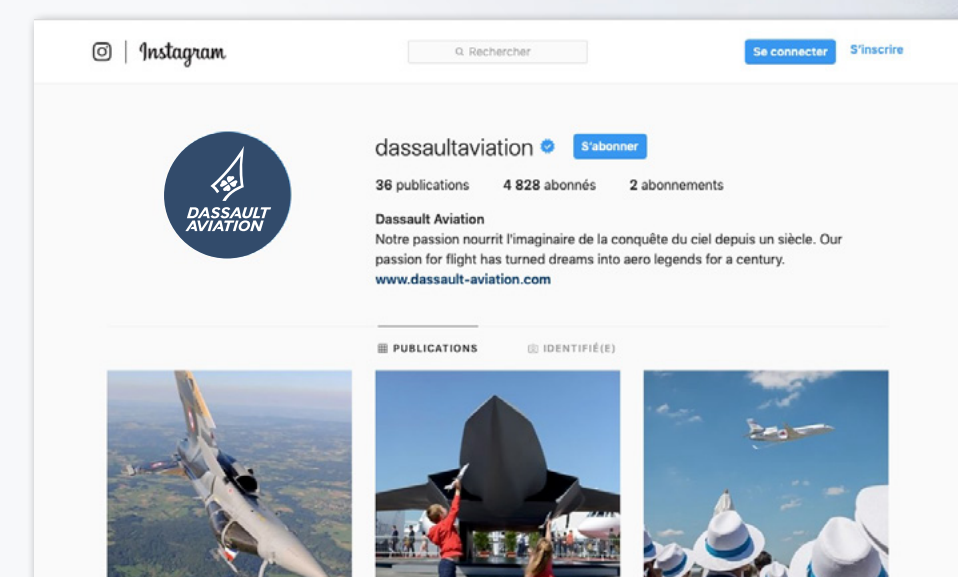 Instagram
Rechercher
Se connecter
S'inscrire
DASSAULT
AVIATION
dassaultaviation
S'abonner
36 publications 4 828 abonnés 2 abonnements
Dassault Aviation
Notre passion nourrit l'imaginaire de la conquête du ciel depuis un siècle. Our
passion for flight has turned dreams into aero legends for a century.
www.dassault-aviation.com
PUBLICATIONS
IDENTIFIÉ(E)